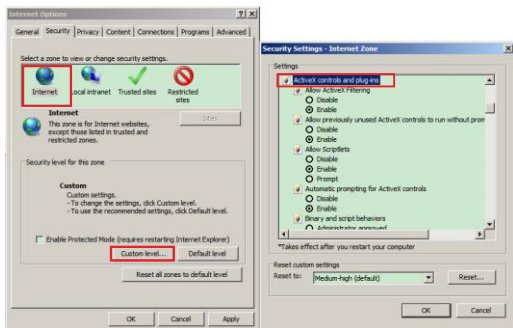 Internet Options
General Security Privacy Content Connections Programs Advanced
Select a zone to view or change security settings.
Internet Local intranet Trusted sites Restricted
sites
Internet
This zone is for Internet websites,
except those listed in trusted and
restricted zones.
Sites
Security level for this zone
Custom
Custom settings.
- To change the settings, click Custom level.
- To use the recommended settings, click Default level.
Enable Protected Mode (requires restarting Internet Explorer)
Custom level... Default level
Reset all zones to default level
OK Cancel Apply
Security Settings - Internet Zone
Settings
ActiveX controls and plug-ins
Allow ActiveX Filtering
Disable
Enable
Allow previously unused ActiveX controls to run without prom
Disable
Enable
Allow Scriptlets
Disable
Enable
Prompt
Automatic prompting for ActiveX controls
Disable
Enable
Binary and script behaviors
Administrator approved
*Takes effect after you restart your computer
Reset custom settings
Reset to: Medium-high (default) Reset...
OK Cancel